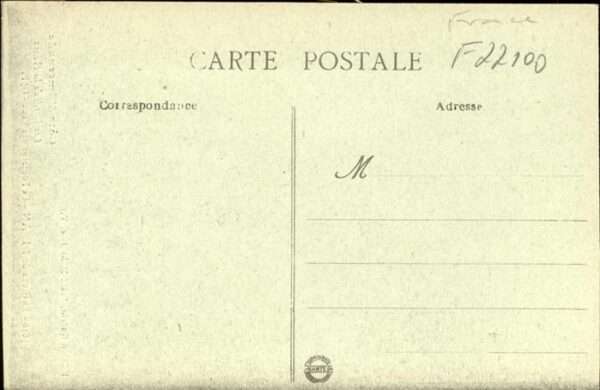 France
CARTE POSTALE
F22100
Correspondance
Adresse
M